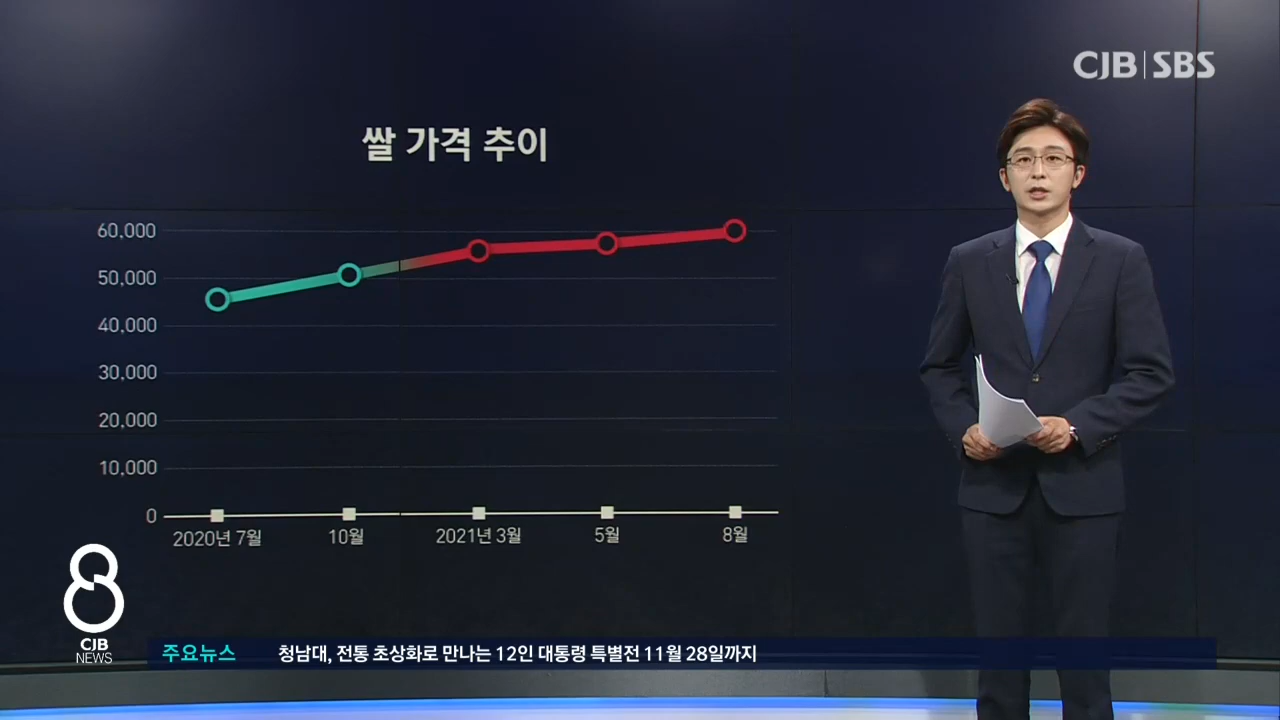 CJB SBS
쌀 가격 추이
60,000
50,000
40,000
30,000
20,000
10,000
0
2020년 7월 10월 2021년 3월 5월 8월
8
CJB
NEWS
주요뉴스 청남대, 전통 초상화로 만나는 12인 대통령 특별전 11월 28일까지